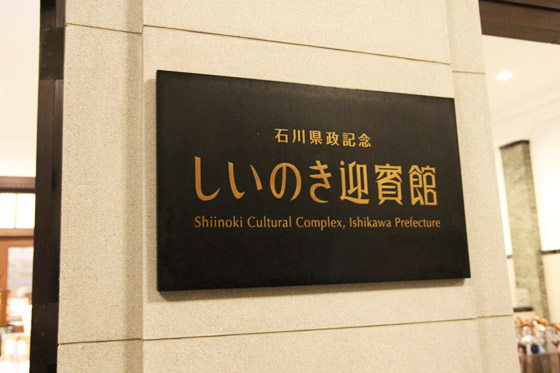 石川県政記念
しいのき迎賓館
Shiinoki Cultural Complex, Ishikawa Prefecture